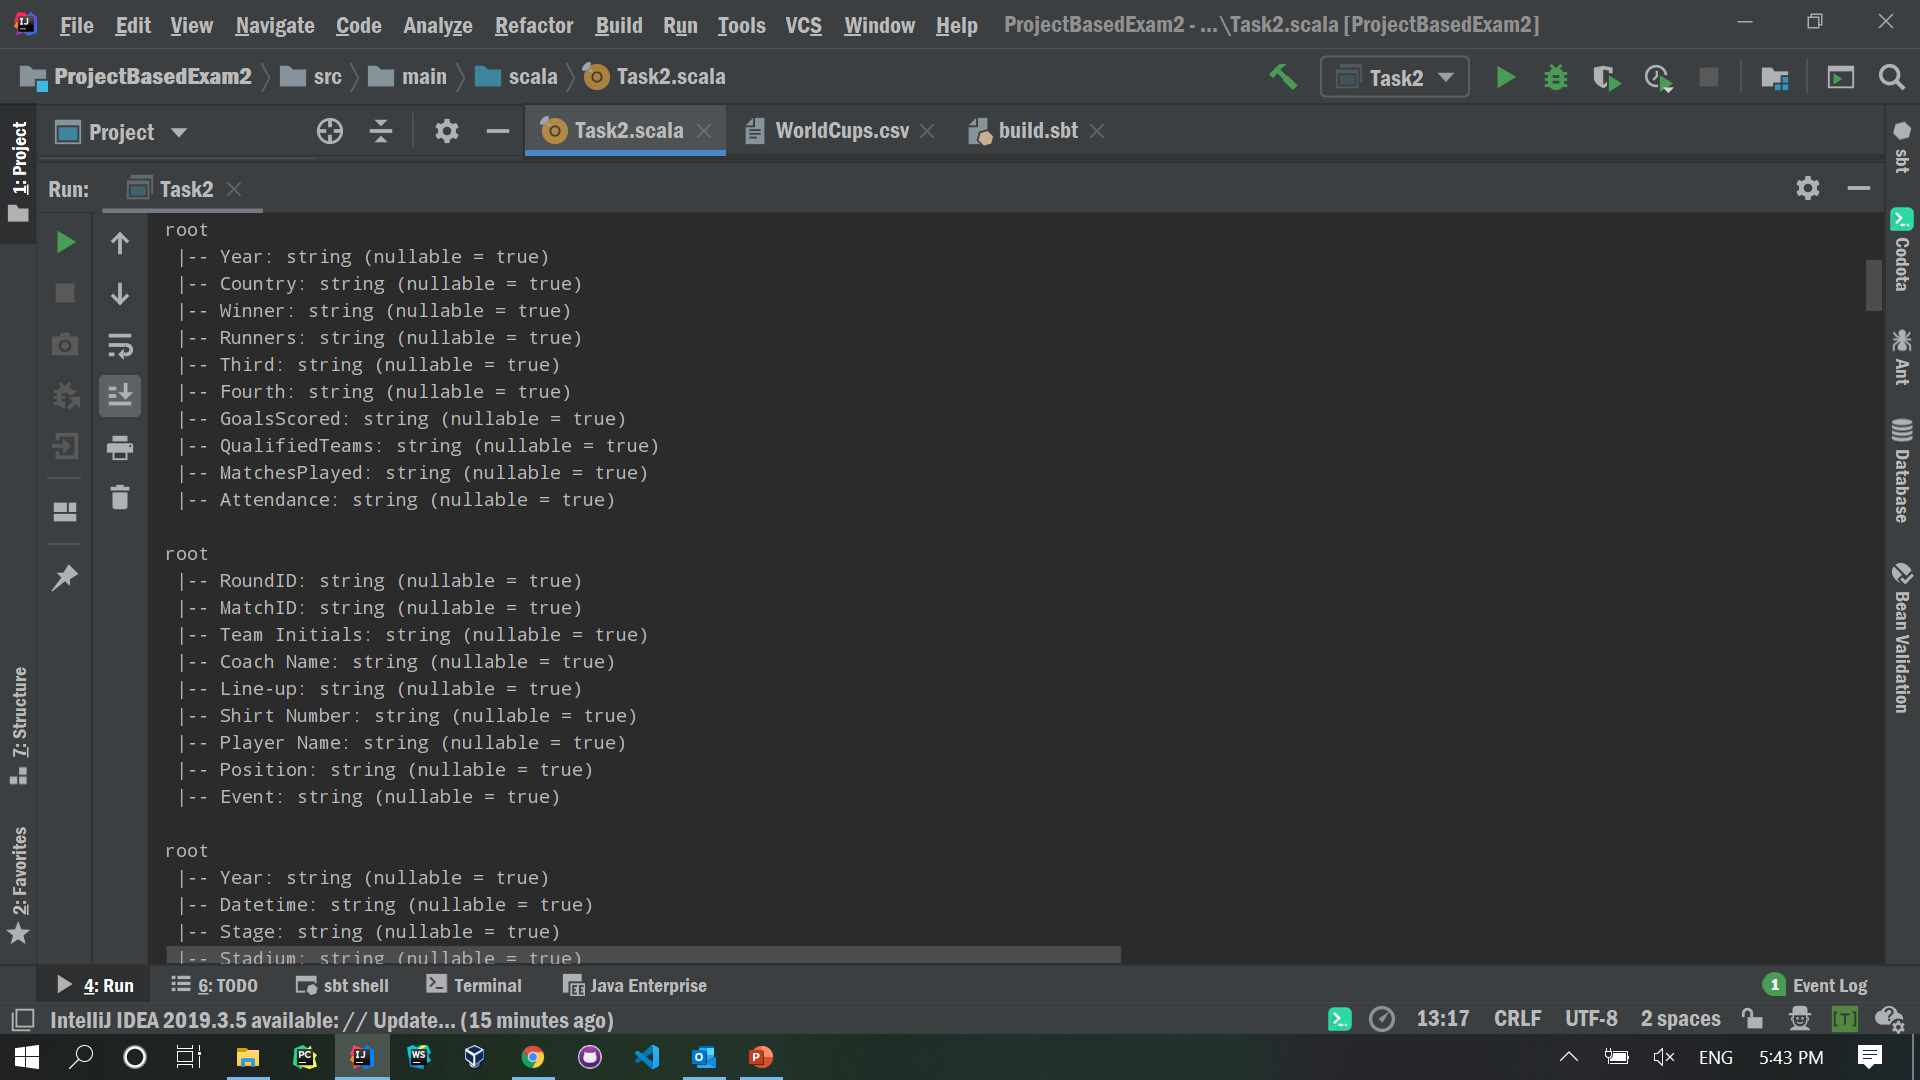 File Edit View Navigate Code Analyze Refactor Build Run Tools VCS Window Help ProjectBasedExam2 - ...\Task2.scala [ProjectBasedExam2]
ProjectBasedExam2 src main scala Task2.scala Task2
Project Task2.scala WorldCups.csv build.sbt
Run: Task2
root
|-- Year: string (nullable = true)
|-- Country: string (nullable = true)
|-- Winner: string (nullable = true)
|-- Runners: string (nullable = true)
|-- Third: string (nullable = true)
|-- Fourth: string (nullable = true)
|-- GoalsScored: string (nullable = true)
|-- QualifiedTeams: string (nullable = true)
|-- MatchesPlayed: string (nullable = true)
|-- Attendance: string (nullable = true)
root
|-- RoundID: string (nullable = true)
|-- MatchID: string (nullable = true)
|-- Team Initials: string (nullable = true)
|-- Coach Name: string (nullable = true)
|-- Line-up: string (nullable = true)
|-- Shirt Number: string (nullable = true)
|-- Player Name: string (nullable = true)
|-- Position: string (nullable = true)
|-- Event: string (nullable = true)
root
|-- Year: string (nullable = true)
|-- Datetime: string (nullable = true)
|-- Stage: string (nullable = true)
|-- Stadium: string (nullable = true)
1: Project
7: Structure
2: Favorites
sbt
Codota
Ant
Database
Bean Validation
4: Run 6: TODO sbt shell Terminal Java Enterprise 1 Event Log
IntelliJ IDEA 2019.3.5 available: // Update... (15 minutes ago) 13:17 CRLF UTF-8 2 spaces [T]
ENG 5:43 PM